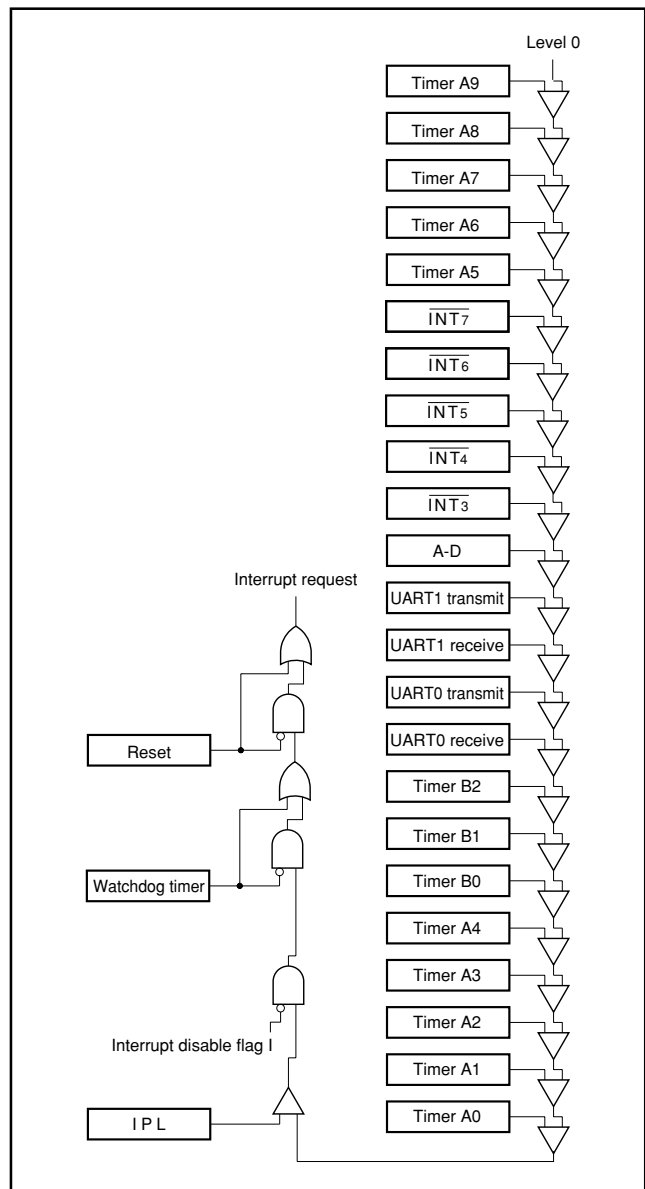 Level 0
Timer A9
Timer A8
Timer A7
Timer A6
Timer A5
INT7
INT6
INT5
INT4
INT3
A-D
UART1 transmit
UART1 receive
UART0 transmit
UART0 receive
Timer B2
Timer B1
Timer B0
Timer A4
Timer A3
Timer A2
Timer A1
Timer A0
Interrupt request
Reset
Watchdog timer
Interrupt disable flag I
I P L